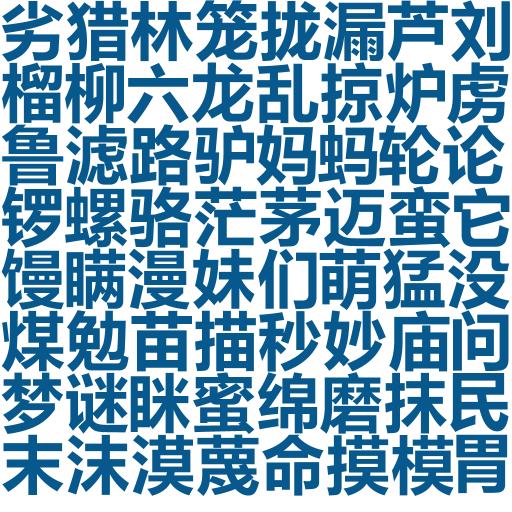 劣猎林笼拢漏芦刘
榴柳六龙乱掠炉虏
鲁滤路驴妈蚂轮论
锣螺骆茫茅迈蛮它
馒瞒漫妹们萌猛没
煤勉苗描秒妙庙问
梦谜眯蜜绵磨抹民
末沫漠蔑命摸模胃